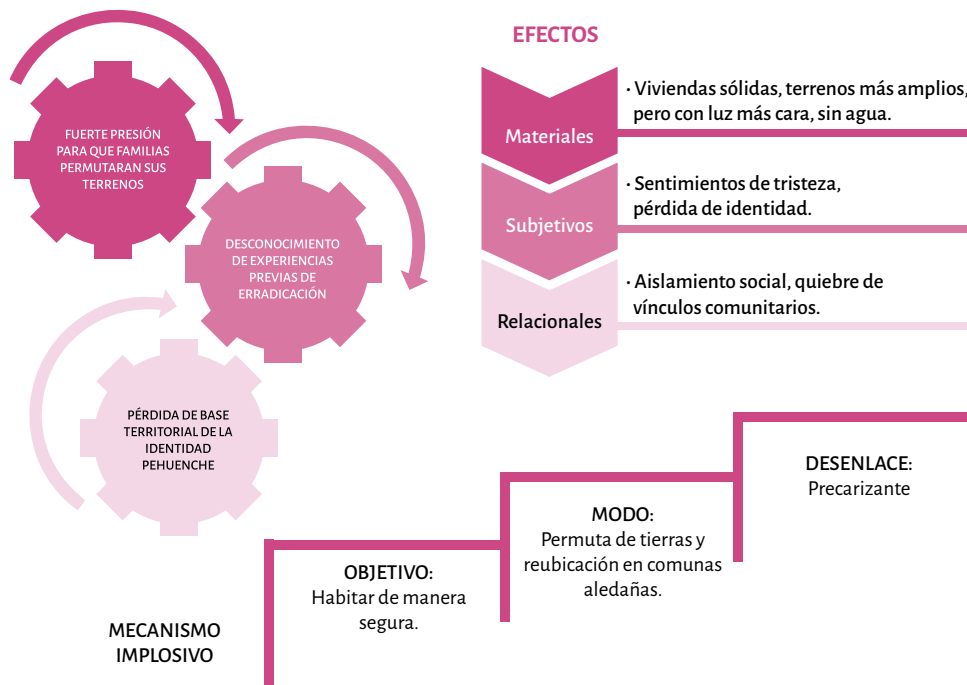 FUERTE PRESIÓN
PARA QUE FAMILIAS
PERMUTARAN SUS
TERRENOS
DESCONOCIMIENTO
DE EXPERIENCIAS
PREVIAS DE
ERRADICACIÓN
PÉRDIDA DE BASE
TERRITORIAL DE LA
IDENTIDAD
PEHUENCHE
EFECTOS
Materiales
· Viviendas sólidas, terrenos más amplios,
pero con luz más cara, sin agua.
Subjetivos
· Sentimientos de tristeza,
pérdida de identidad.
Relacionales
· Aislamiento social, quiebre de
vínculos comunitarios.
MECANISMO
IMPLOSIVO
OBJETIVO:
Habitar de manera
segura.
MODO:
Permuta de tierras y
reubicación en comunas
aledañas.
DESENLACE:
Precarizante